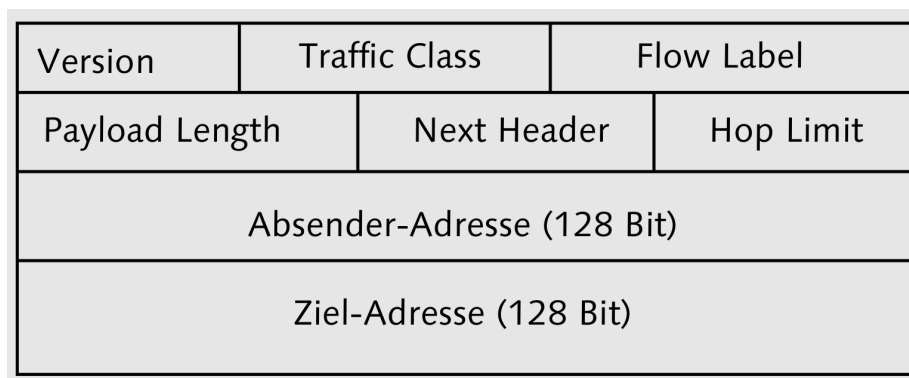 Version Traffic Class Flow Label
Payload Length Next Header Hop Limit
Absender-Adresse (128 Bit)
Ziel-Adresse (128 Bit)